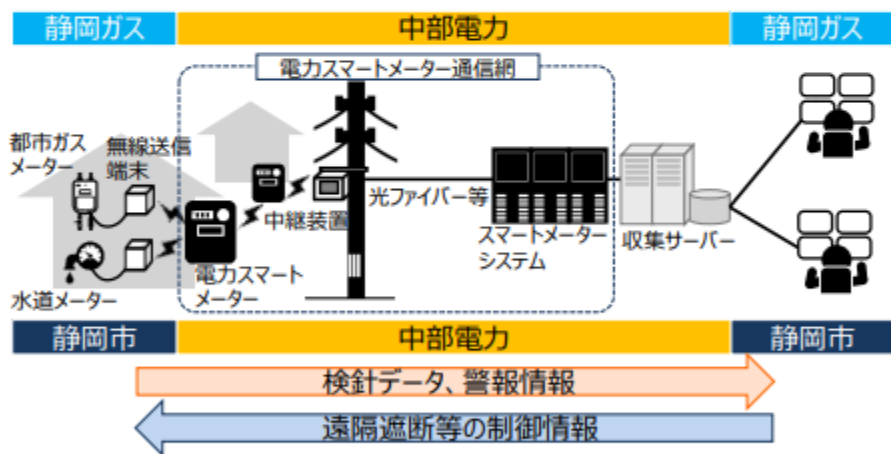 静岡ガス
中部電力
静岡ガス
電力スマートメーター通信網
都市ガス
メーター
無線送信
端末
中継装置
光ファイバー等
電力スマート
メーター
スマートメーター
システム
収集サーバー
水道メーター
静岡市
中部電力
静岡市
検針データ、警報情報
遠隔遮断等の制御情報